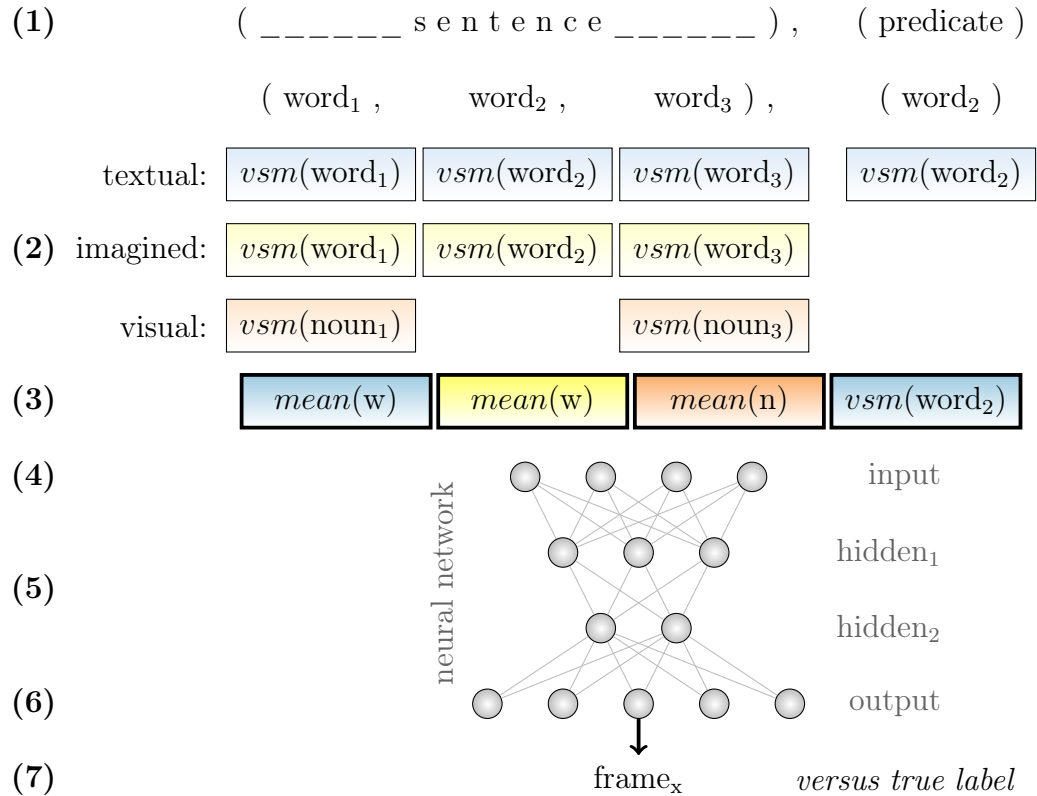 (1) ( ______ s e n t e n c e ______ ) , ( predicate )
( word₁ , word₂ , word₃ ) , ( word₂ )
textual: vsm(word₁) vsm(word₂) vsm(word₃) vsm(word₂)
(2) imagined: vsm(word₁) vsm(word₂) vsm(word₃)
visual: vsm(noun₁) vsm(noun₃)
(3) mean(w) mean(w) mean(n) vsm(word₂)
(4) input
neural network
hidden₁
(5)
hidden₂
(6) output
(7) frameₓ versus true label